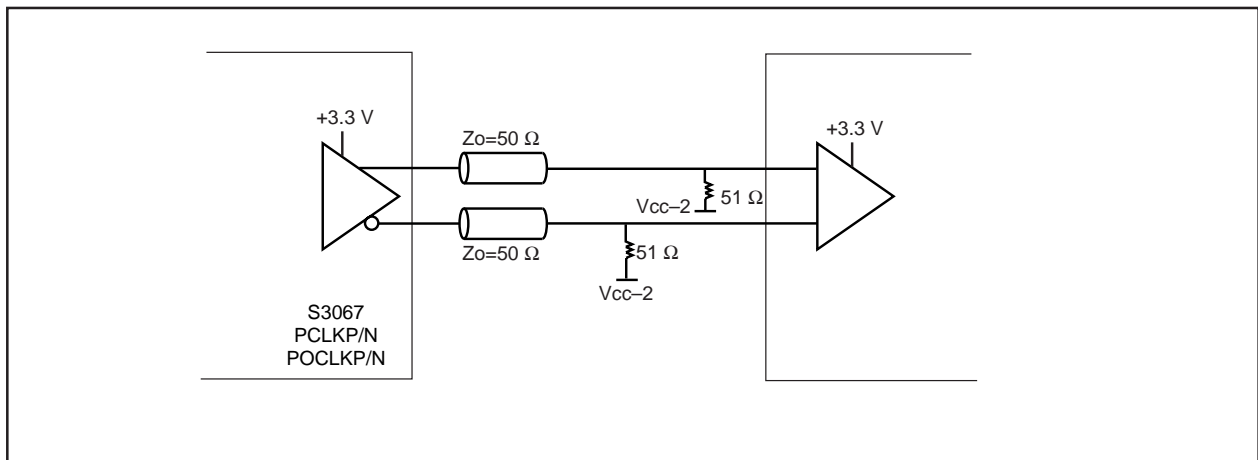 +3.3 V
Zo=50 Ω
+3.3 V
Vcc–2
51 Ω
Zo=50 Ω
51 Ω
Vcc–2
S3067
PCLKP/N
POCLKP/N